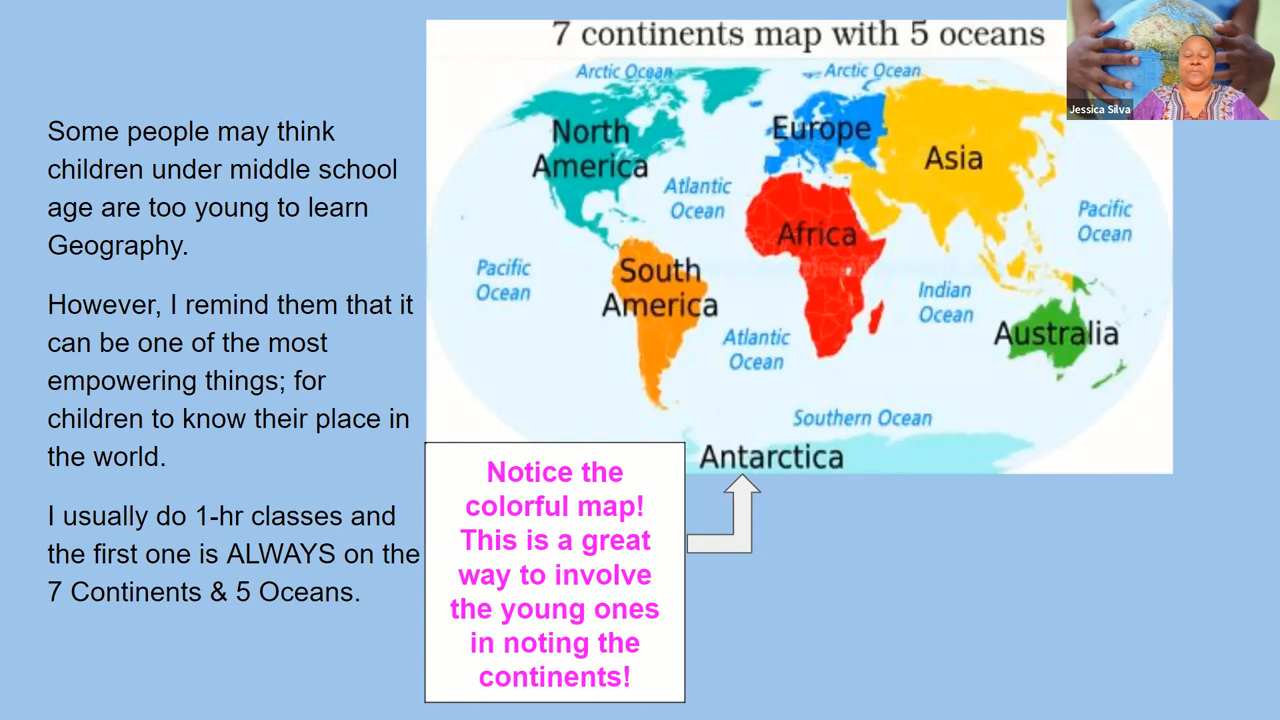 Some people may think
children under middle school
age are too young to learn
Geography.
However, I remind them that it
can be one of the most
empowering things; for
children to know their place in
the world.
I usually do 1-hr classes and
the first one is ALWAYS on the
7 Continents & 5 Oceans.
7 continents map with 5 oceans
Arctic Ocean
Arctic Ocean
North
America
Europe
Asia
Atlantic
Ocean
Pacific
Ocean
Africa
South
America
Pacific
Ocean
Indian
Ocean
Australia
Atlantic
Ocean
Southern Ocean
Antarctica
Notice the
colorful map!
This is a great
way to involve
the young ones
in noting the
continents!
Jessica Silva